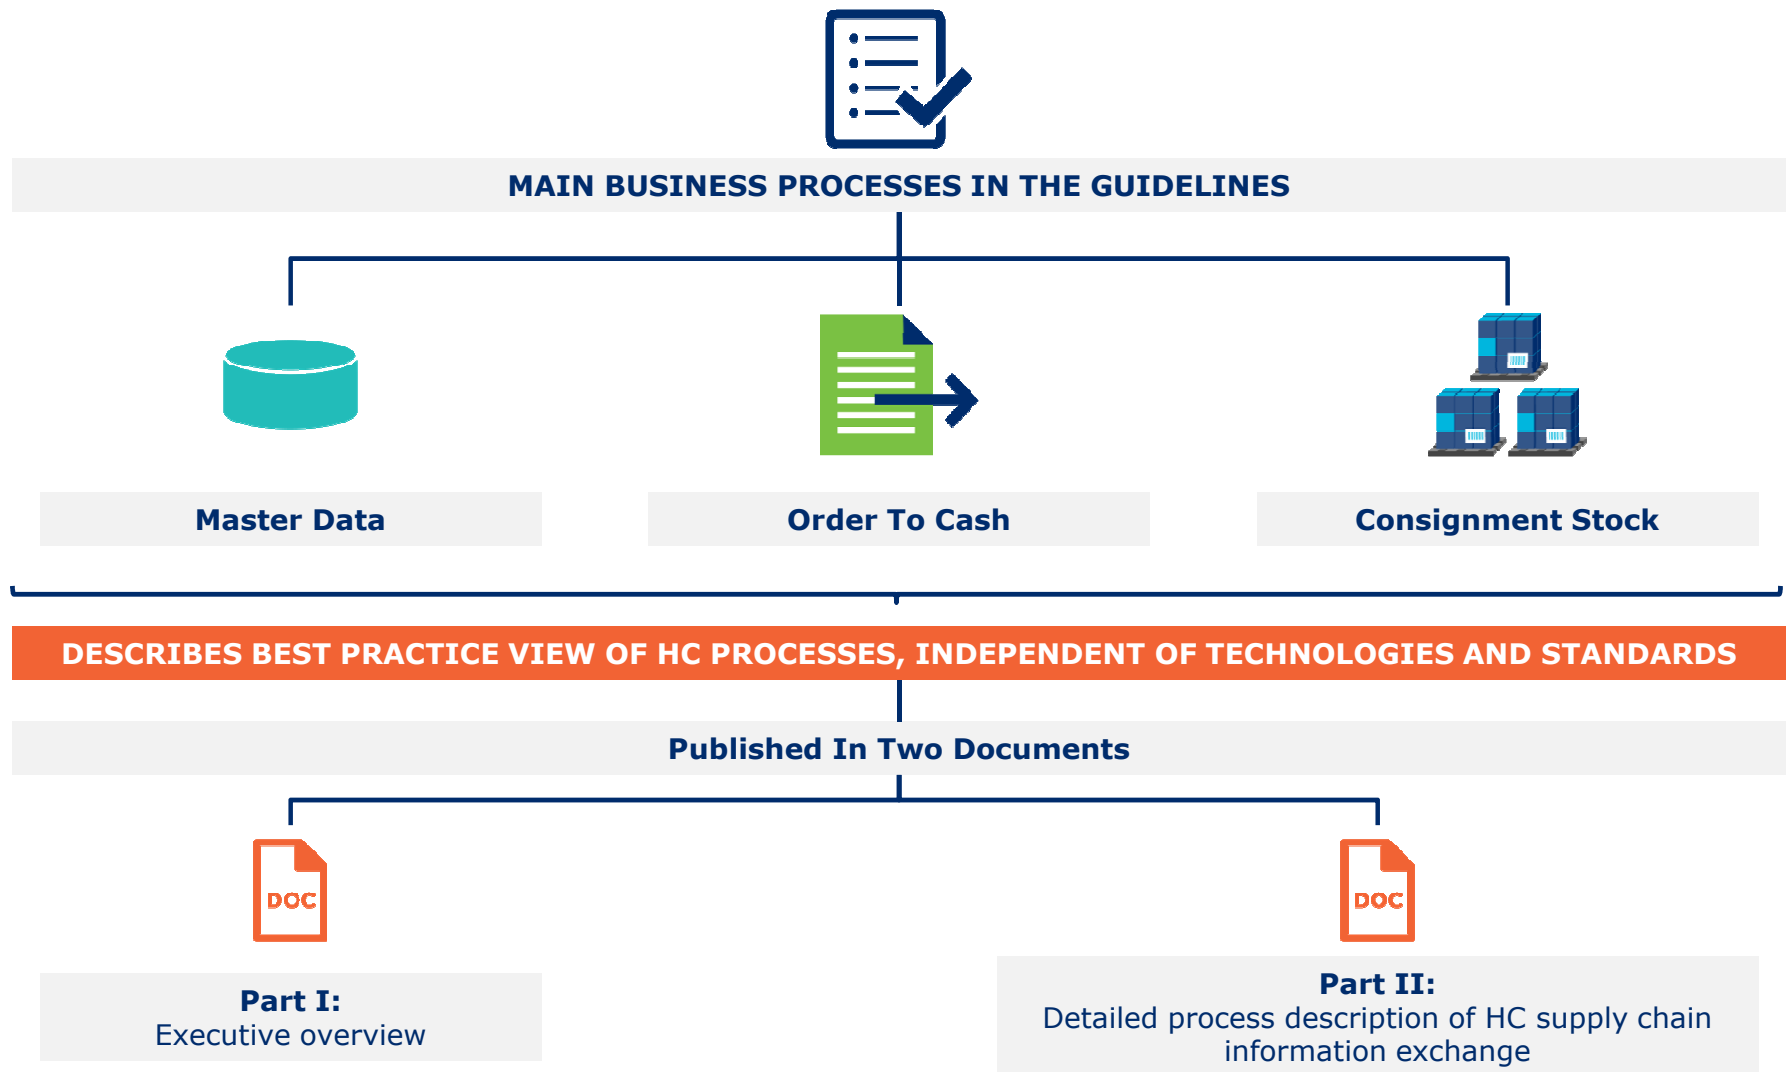 MAIN BUSINESS PROCESSES IN THE GUIDELINES
Master Data
Order To Cash
Consignment Stock
DESCRIBES BEST PRACTICE VIEW OF HC PROCESSES, INDEPENDENT OF TECHNOLOGIES AND STANDARDS
Published In Two Documents
DOC
DOC
Part I:
Executive overview
Part II:
Detailed process description of HC supply chain
information exchange